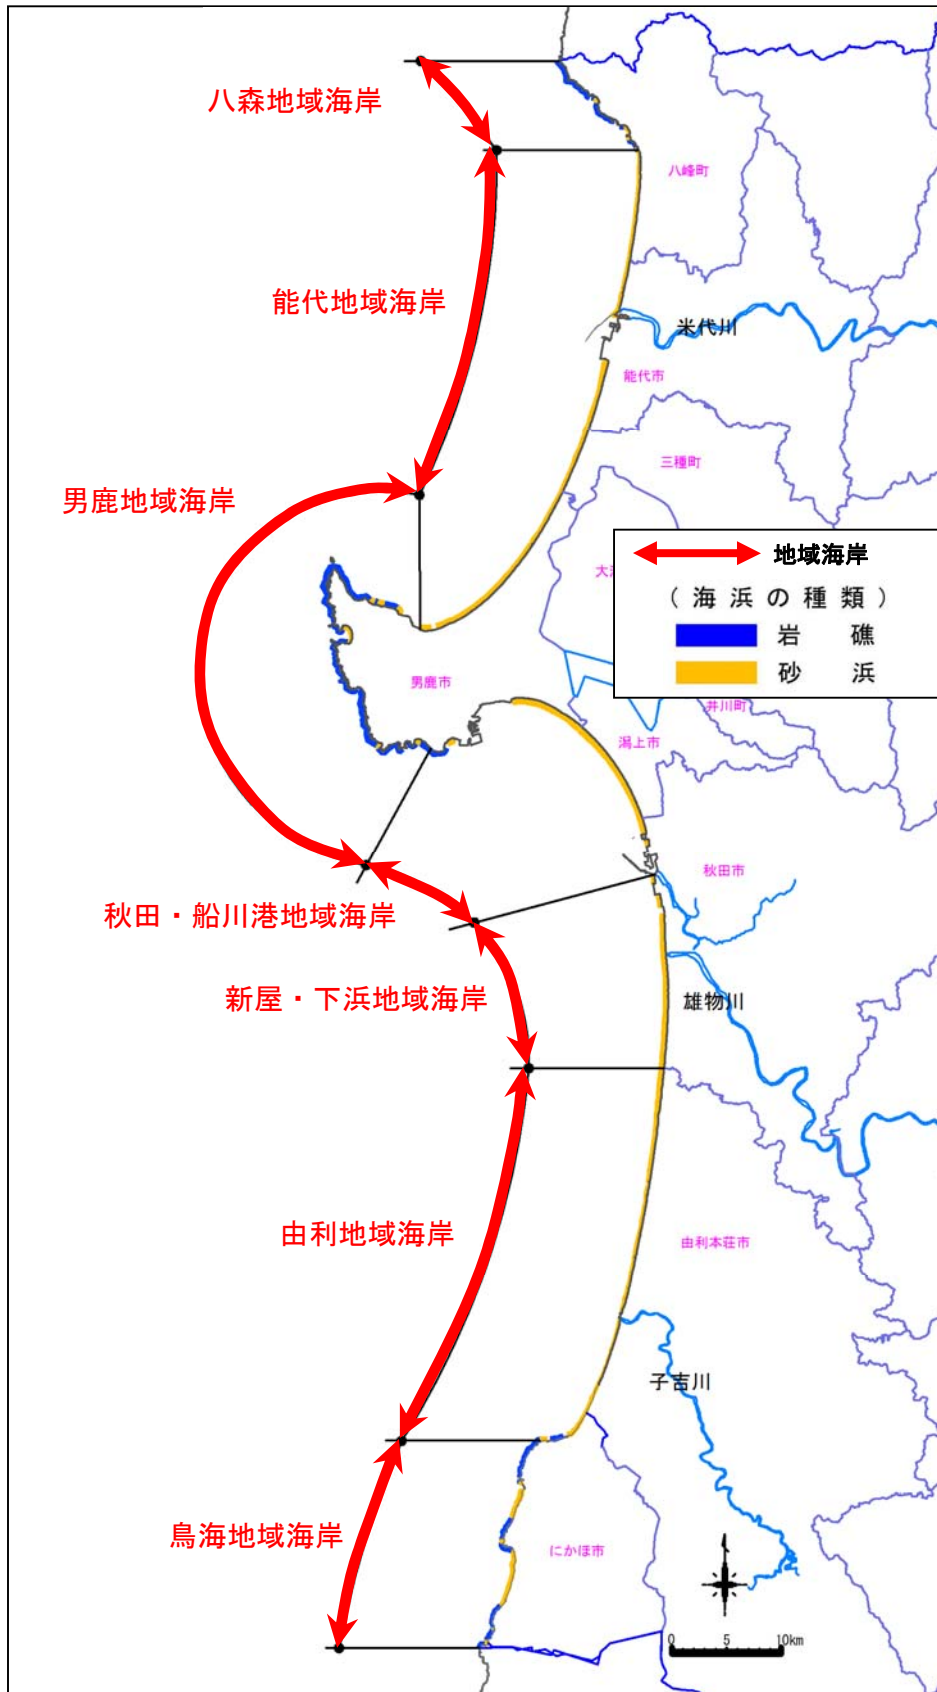 八森地域海岸
八峰町
能代地域海岸
米代川
能代市
三種町
男鹿地域海岸
地域海岸
(海浜の種類)
岩 礁
砂 浜
大
男鹿市
井川町
潟上市
秋田市
秋田・船川港地域海岸
新屋・下浜地域海岸
雄物川
由利地域海岸
由利本荘市
子吉川
鳥海地域海岸
にかほ市
0 5 10km